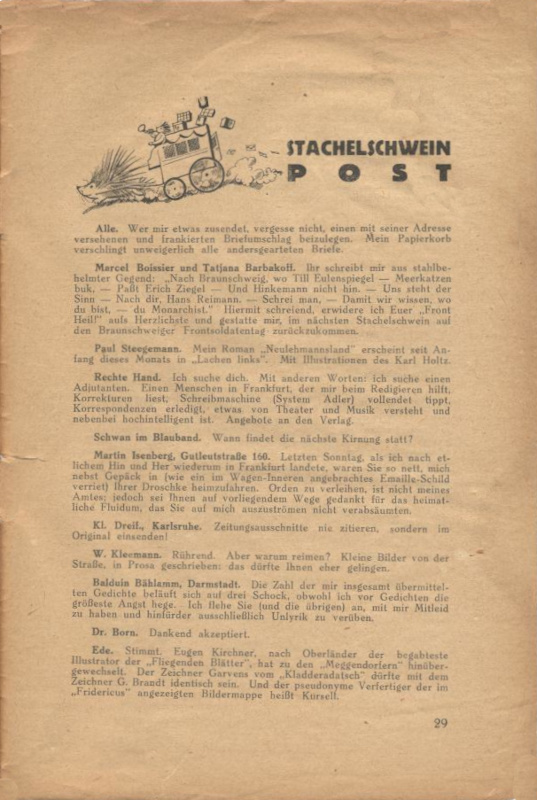 STACHELSCHWEIN
POST
Alle. Wer mir etwas zusendet, vergesse nicht, einen mit seiner Adresse
versehenen und frankierten Briefumschlag beizulegen. Mein Papierkorb
verschlingt unweigerlich alle andersgearteten Briefe.
Marcel Boissier und Tatjana Barbakoff. Ihr schreibt mir aus stahlbe-
helmter Gegend: „Nach Braunschweig, wo Till Eulenspiegel — Meerkatzen
buk, — Paßt Erich Ziegel — Und Hinkemann nicht hin. — Uns steht der
Sinn — Nach dir, Hans Reimann. — Schrei man, — Damit wir wissen, wo
du bist, — du Monarchist.“ Hiermit schreiend, erwidere ich Euer „Front
Heil!“ aufs Herzlichste und gestatte mir, im nächsten Stachelschwein auf
den Braunschweiger Frontsoldatentag zurückzukommen.
Paul Steegemann. Mein Roman „Neulehmannsland“ erscheint seit An-
fang dieses Monats in „Lachen links“. Mit Illustrationen des Karl Holtz.
Rechte Hand. Ich suche dich. Mit anderen Worten: ich suche einen
Adjutanten. Einen Menschen in Frankfurt, der mir beim Redigieren hilft,
Korrekturen liest, Schreibmaschine (System Adler) vollendet tippt,
Korrespondenzen erledigt, etwas von Theater und Musik versteht und
nebenbei hochintelligent ist. Angebote an den Verlag.
Schwan im Blauband. Wann findet die nächste Kirnung statt?
Martin Isenberg, Gutleutstraße 160. Letzten Sonntag, als ich nach et-
lichem Hin und Her wiederum in Frankfurt landete, waren Sie so nett, mich
nebst Gepäck in (wie ein im Wagen-Inneren angebrachtes Emaille-Schild
verriet) Ihrer Droschke heimzufahren. Orden zu verleihen, ist nicht meines
Amtes; jedoch sei Ihnen auf vorliegendem Wege gedankt für das heimat-
liche Fluidum, das Sie auf mich auszuströmen nicht verabsäumten.
Kl. Dreif., Karlsruhe. Zeitungsausschnitte nie zitieren, sondern im
Original einsenden!
W. Kleemann. Rührend. Aber warum reimen? Kleine Bilder von der
Straße, in Prosa geschrieben: das dürfte Ihnen eher gelingen.
Balduin Bählamm, Darmstadt. Die Zahl der mir insgesamt übermittel-
ten Gedichte beläuft sich auf drei Schock, obwohl ich vor Gedichten die
größeste Angst hege. Ich flehe Sie (und die übrigen) an, mit mir Mitleid
zu haben und hinfürder ausschließlich Unlyrik zu verüben.
Dr. Born. Dankend akzeptiert.
Ede. Stimmt. Eugen Kirchner, nach Oberländer der begabteste
Illustrator der „Fliegenden Blätter“, hat zu den „Meggendorfern“ hinüber-
gewechselt. Der Zeichner Garvens vom „Kladderadatsch“ dürfte mit dem
Zeichner G. Brandt identisch sein. Und der pseudonyme Verfertiger der im
„Fridericus“ angezeigten Bildermappe heißt Kursell.
29